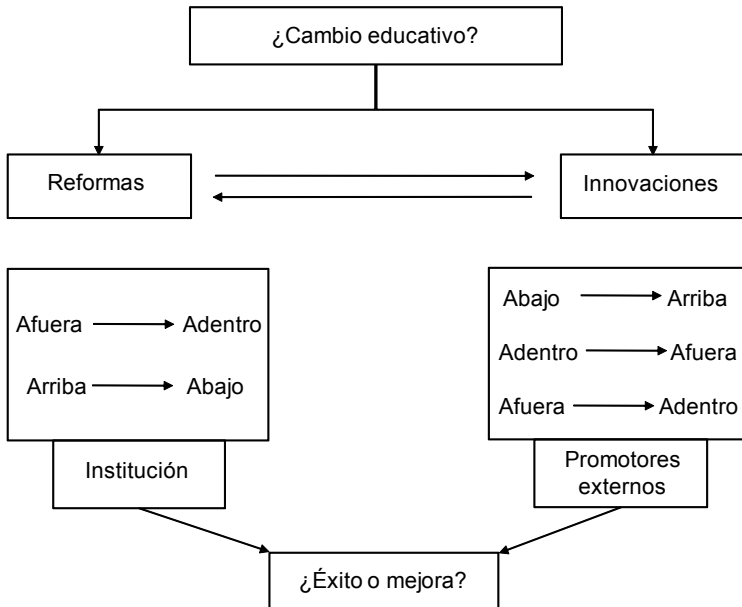 ¿Cambio educativo?
Reformas
Innovaciones
Afuera Adentro
Arriba Abajo
Institución
Abajo Arriba
Adentro Afuera
Afuera Adentro
Promotores
externos
¿Éxito o mejora?